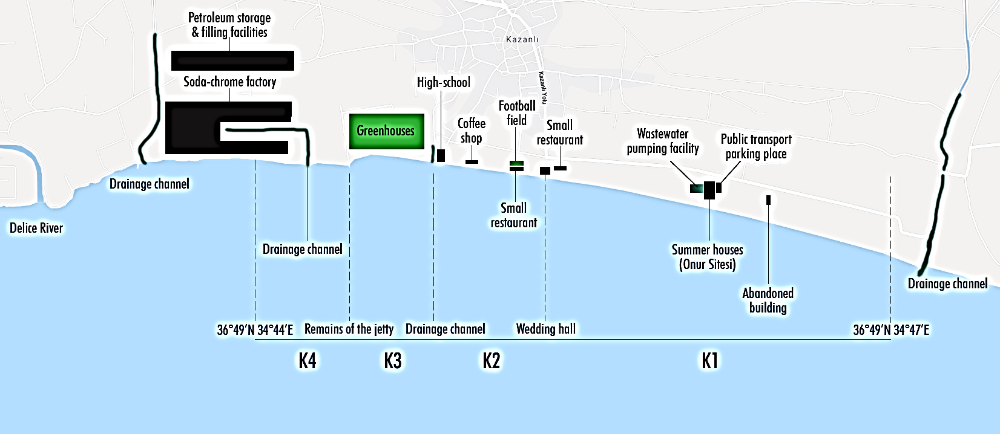 Petroleum storage
& filling facilities
Soda-chrome factory
Kazanlı
Kazanlı Yolu
High-school
Greenhouses
Coffee
shop
Football
field
Small
restaurant
Wastewater
pumping facility
Public transport
parking place
Drainage channel
Delice River
Drainage channel
Small
restaurant
Summer houses
(Onur Sitesi)
Abandoned
building
Drainage channel
36°49'N 34°44'E
Remains of the jetty
Drainage channel
Wedding hall
36°49'N 34°47'E
K4
K3
K2
K1